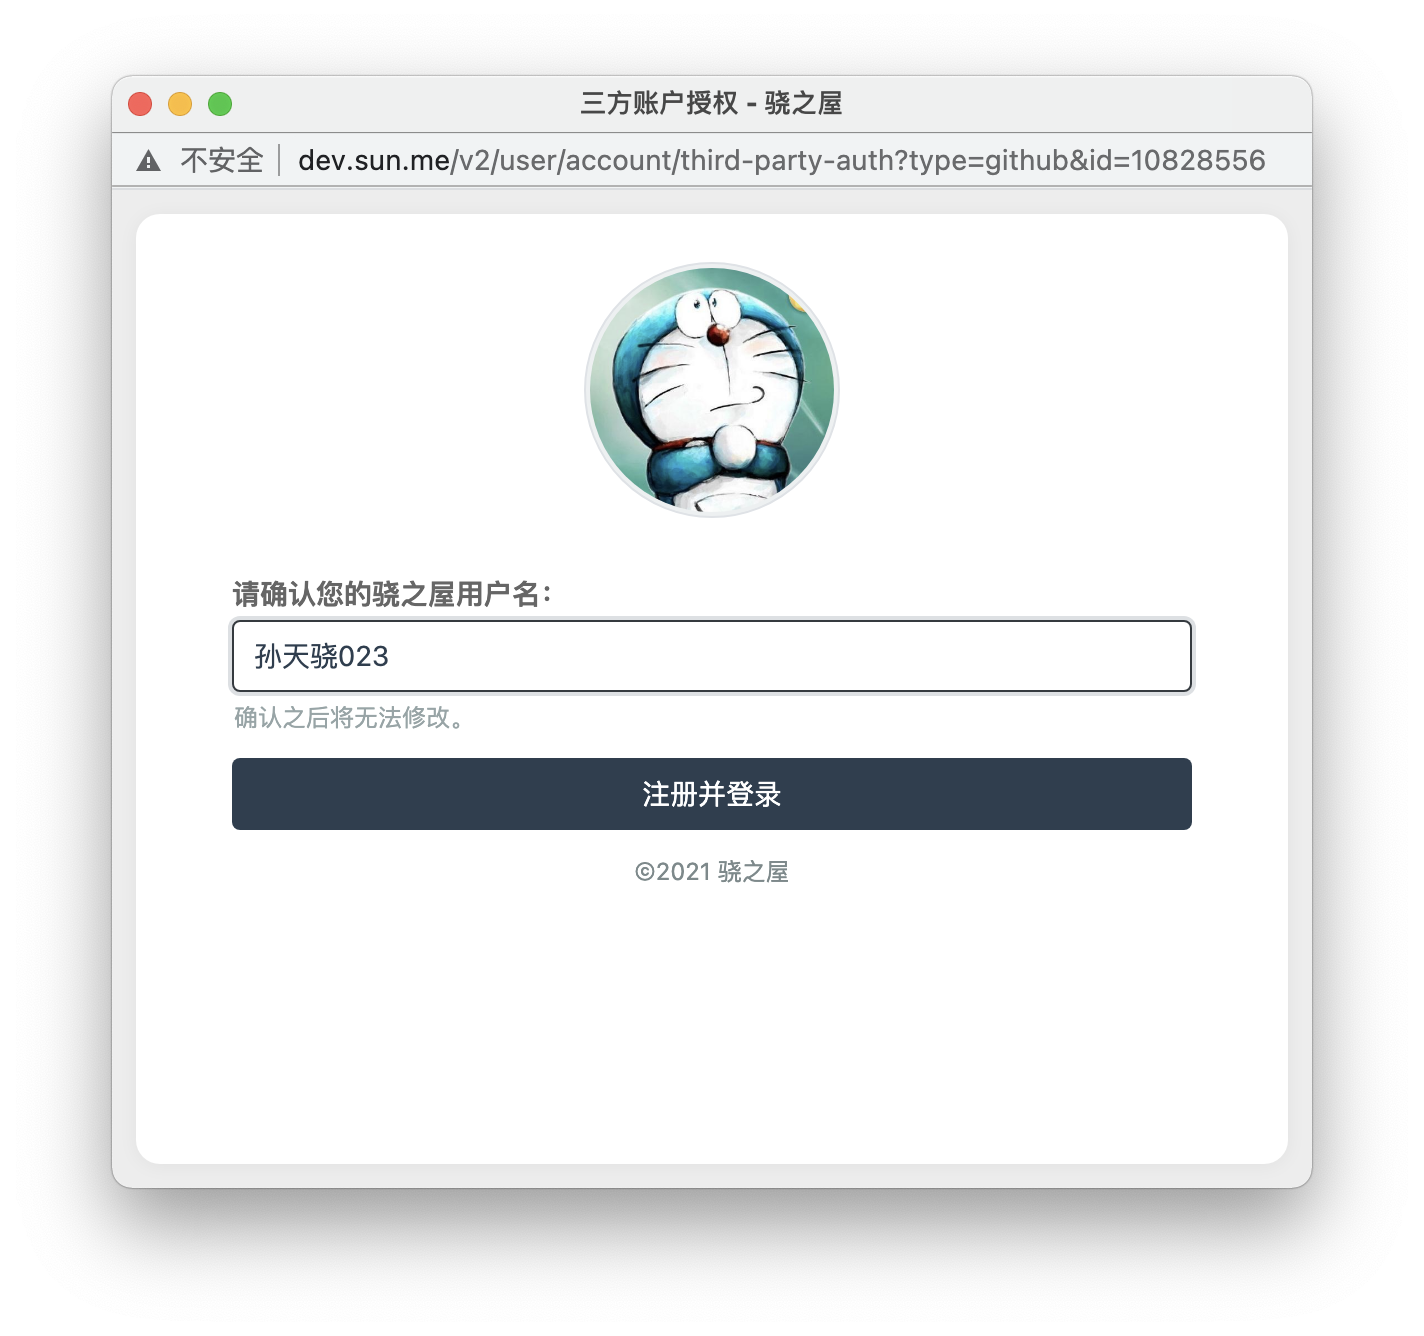 三方账户授权 - 骁之屋
不安全 dev.sun.me/v2/user/account/third-party-auth?type=github&id=10828556
请确认您的骁之屋用户名：
孙天骁023
确认之后将无法修改。
注册并登录
©2021 骁之屋